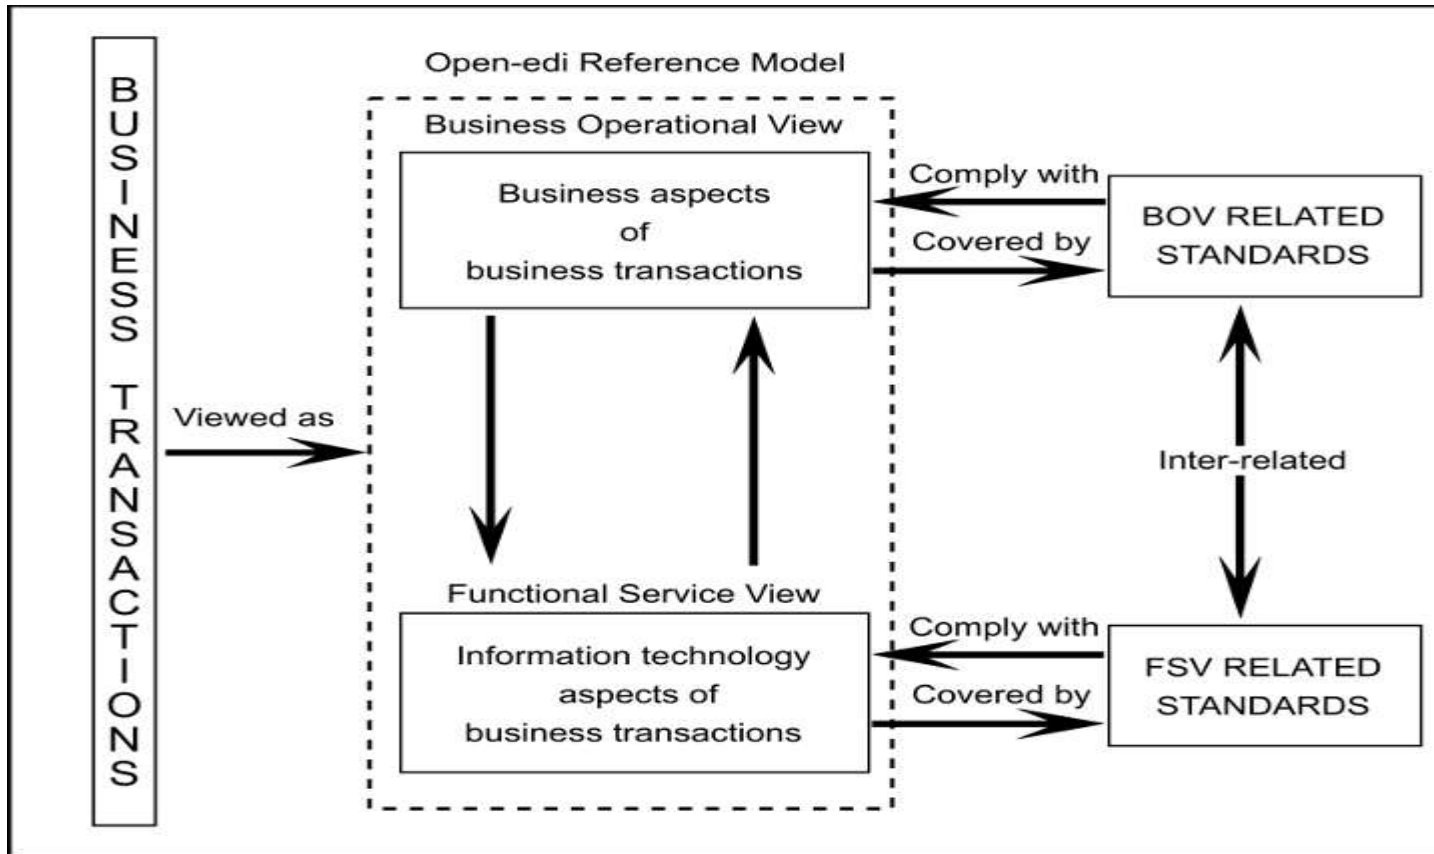 BUSINESS TRANSACTIONS
Open-edi Reference Model
Business Operational View
Business aspects
of
business transactions
Comply with
Covered by
BOV RELATED
STANDARDS
Viewed as
Inter-related
Functional Service View
Information technology
aspects of
business transactions
Comply with
Covered by
FSV RELATED
STANDARDS